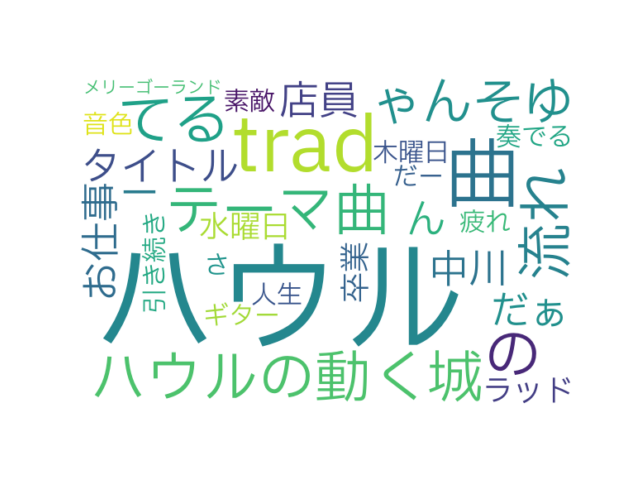 メリーゴーランド
素敵
店員
ゃんそゆ
音色
てる
trad
木曜日
曲
奏でる
タイトル
だー
お仕事
ー
テーマ曲
ん
流れ
引き続き
水曜日
疲れ
さ
ハウル
卒業
中川
ギター
人生
だぁ
の
ハウルの動く城
ラッド